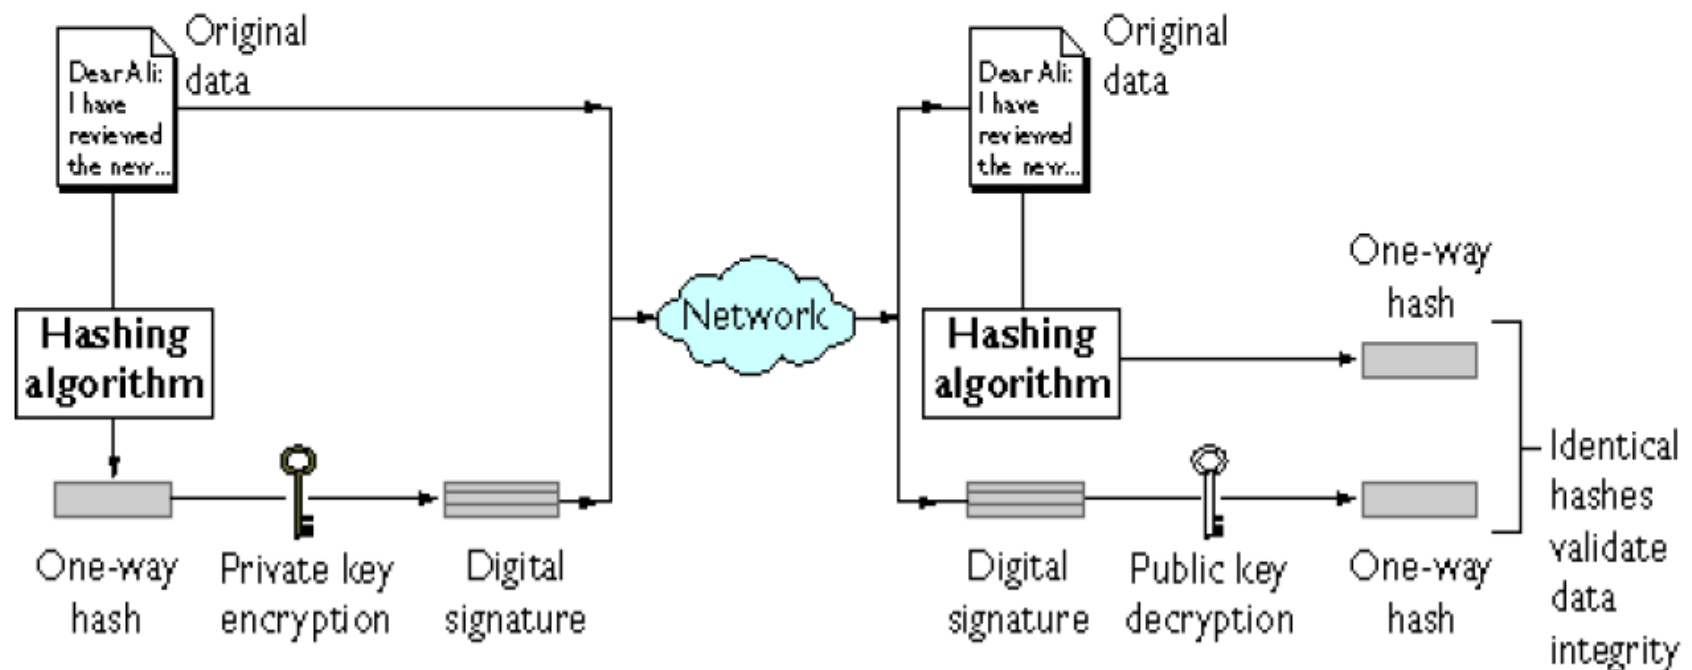 Original
data
Dear Ali:
I have
reviewed
the new...
Hashing
algorithm
One-way
hash
Private key
encryption
Digital
signature
Network
Original
data
Dear Ali:
I have
reviewed
the new...
Hashing
algorithm
One-way
hash
Digital
signature
Public key
decryption
One-way
hash
Identical
hashes
validate
data
integrity